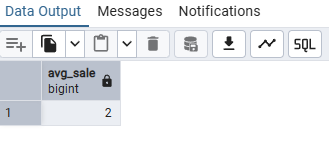 Data Output Messages Notifications
SQL
avg_sale
bigint
1 2